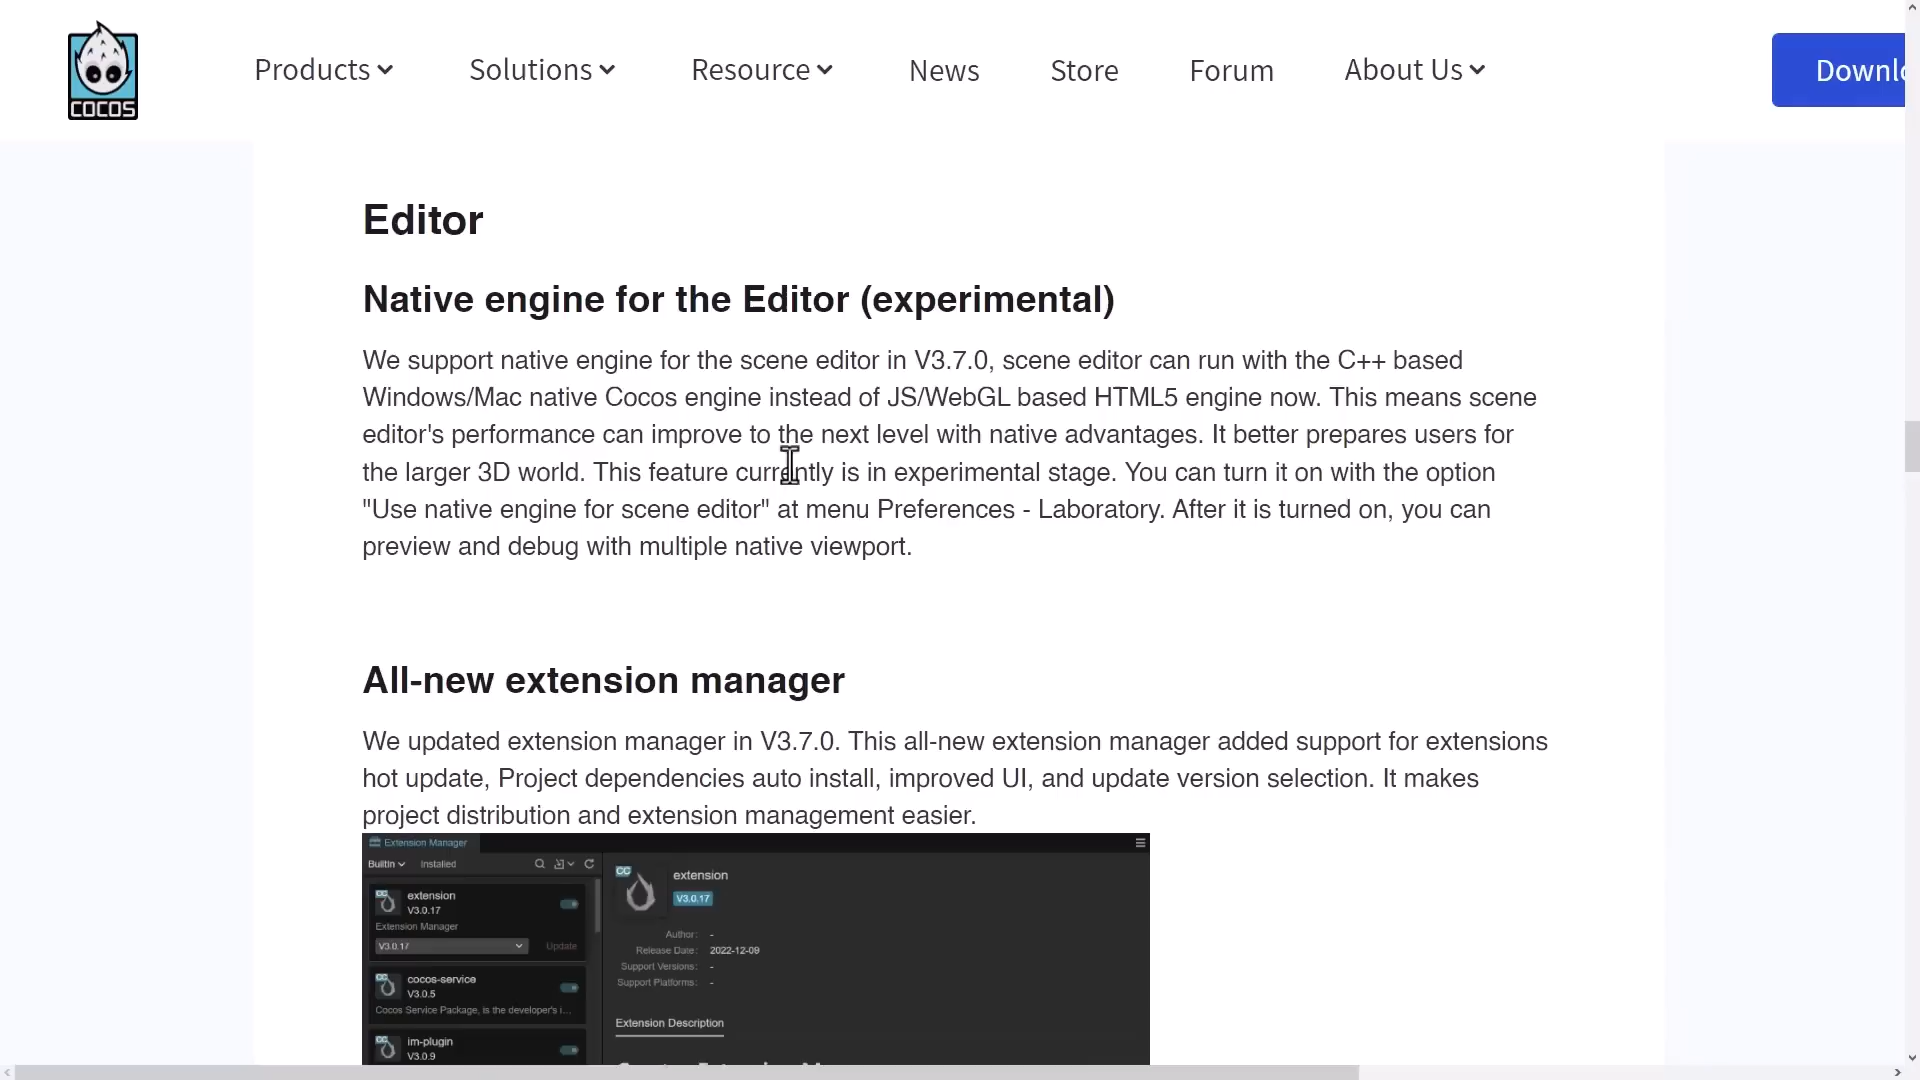 COCOS
Products
Solutions
Resource
News
Store
Forum
About Us
Editor
Native engine for the Editor (experimental)
We support native engine for the scene editor in V3.7.0, scene editor can run with the C++ based
Windows/Mac native Cocos engine instead of JS/WebGL based HTML5 engine now. This means scene
editor's performance can improve to the next level with native advantages. It better prepares users for
the larger 3D world. This feature currently is in experimental stage. You can turn it on with the option
"Use native engine for scene editor" at menu Preferences - Laboratory. After it is turned on, you can
preview and debug with multiple native viewport.
All-new extension manager
We updated extension manager in V3.7.0. This all-new extension manager added support for extensions
hot update, Project dependencies auto install, improved UI, and update version selection. It makes
project distribution and extension management easier.
Extension Manager
Builtin
Installed
extension
V3.0.17
Extension Manager
V3.0.17
Update
cocos-service
V3.0.5
Cocos Service Package, is the developer's i...
im-plugin
V3.0.9
CC
extension
V3.0.17
Author: -
Release Date: 2022-12-09
Support Versions: -
Support Platforms: -
Extension Description